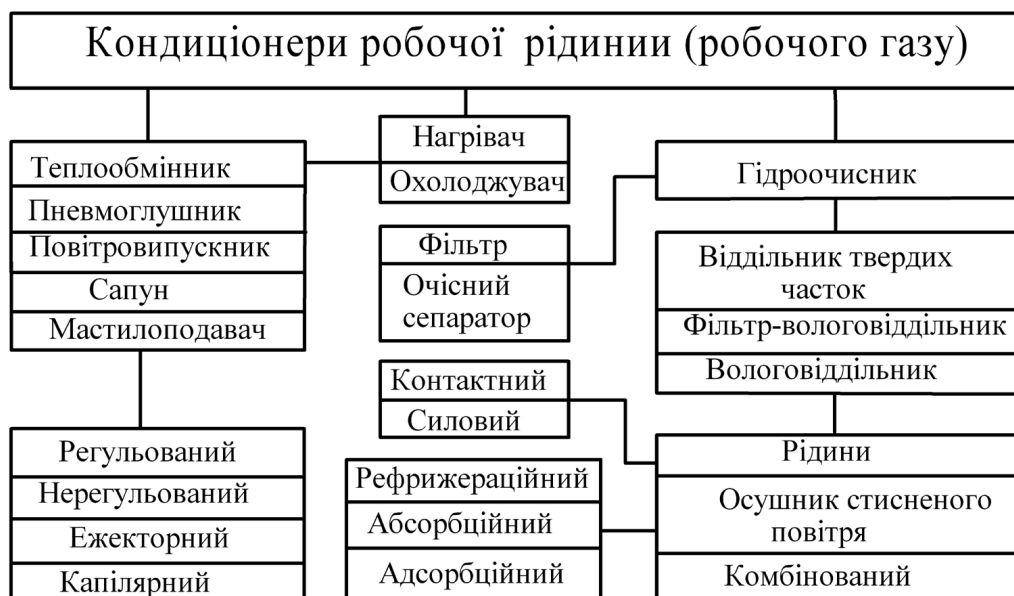 Кондиціонери робочої рідинии (робочого газу)
Теплообмінник
Пневмоглушник
Повітровипускник
Сапун
Мастилоподавач
Регульований
Нерегульований
Ежекторний
Капілярний
Нагрівач
Охолоджувач
Фільтр
Очісний
сепаратор
Контактний
Силовий
Рефрижераційний
Абсорбційний
Адсорбційний
Гідроочисник
Віддільник твердих
часток
Фільтр-вологовіддільник
Вологовіддільник
Рідини
Осушник стисненого
повітря
Комбінований